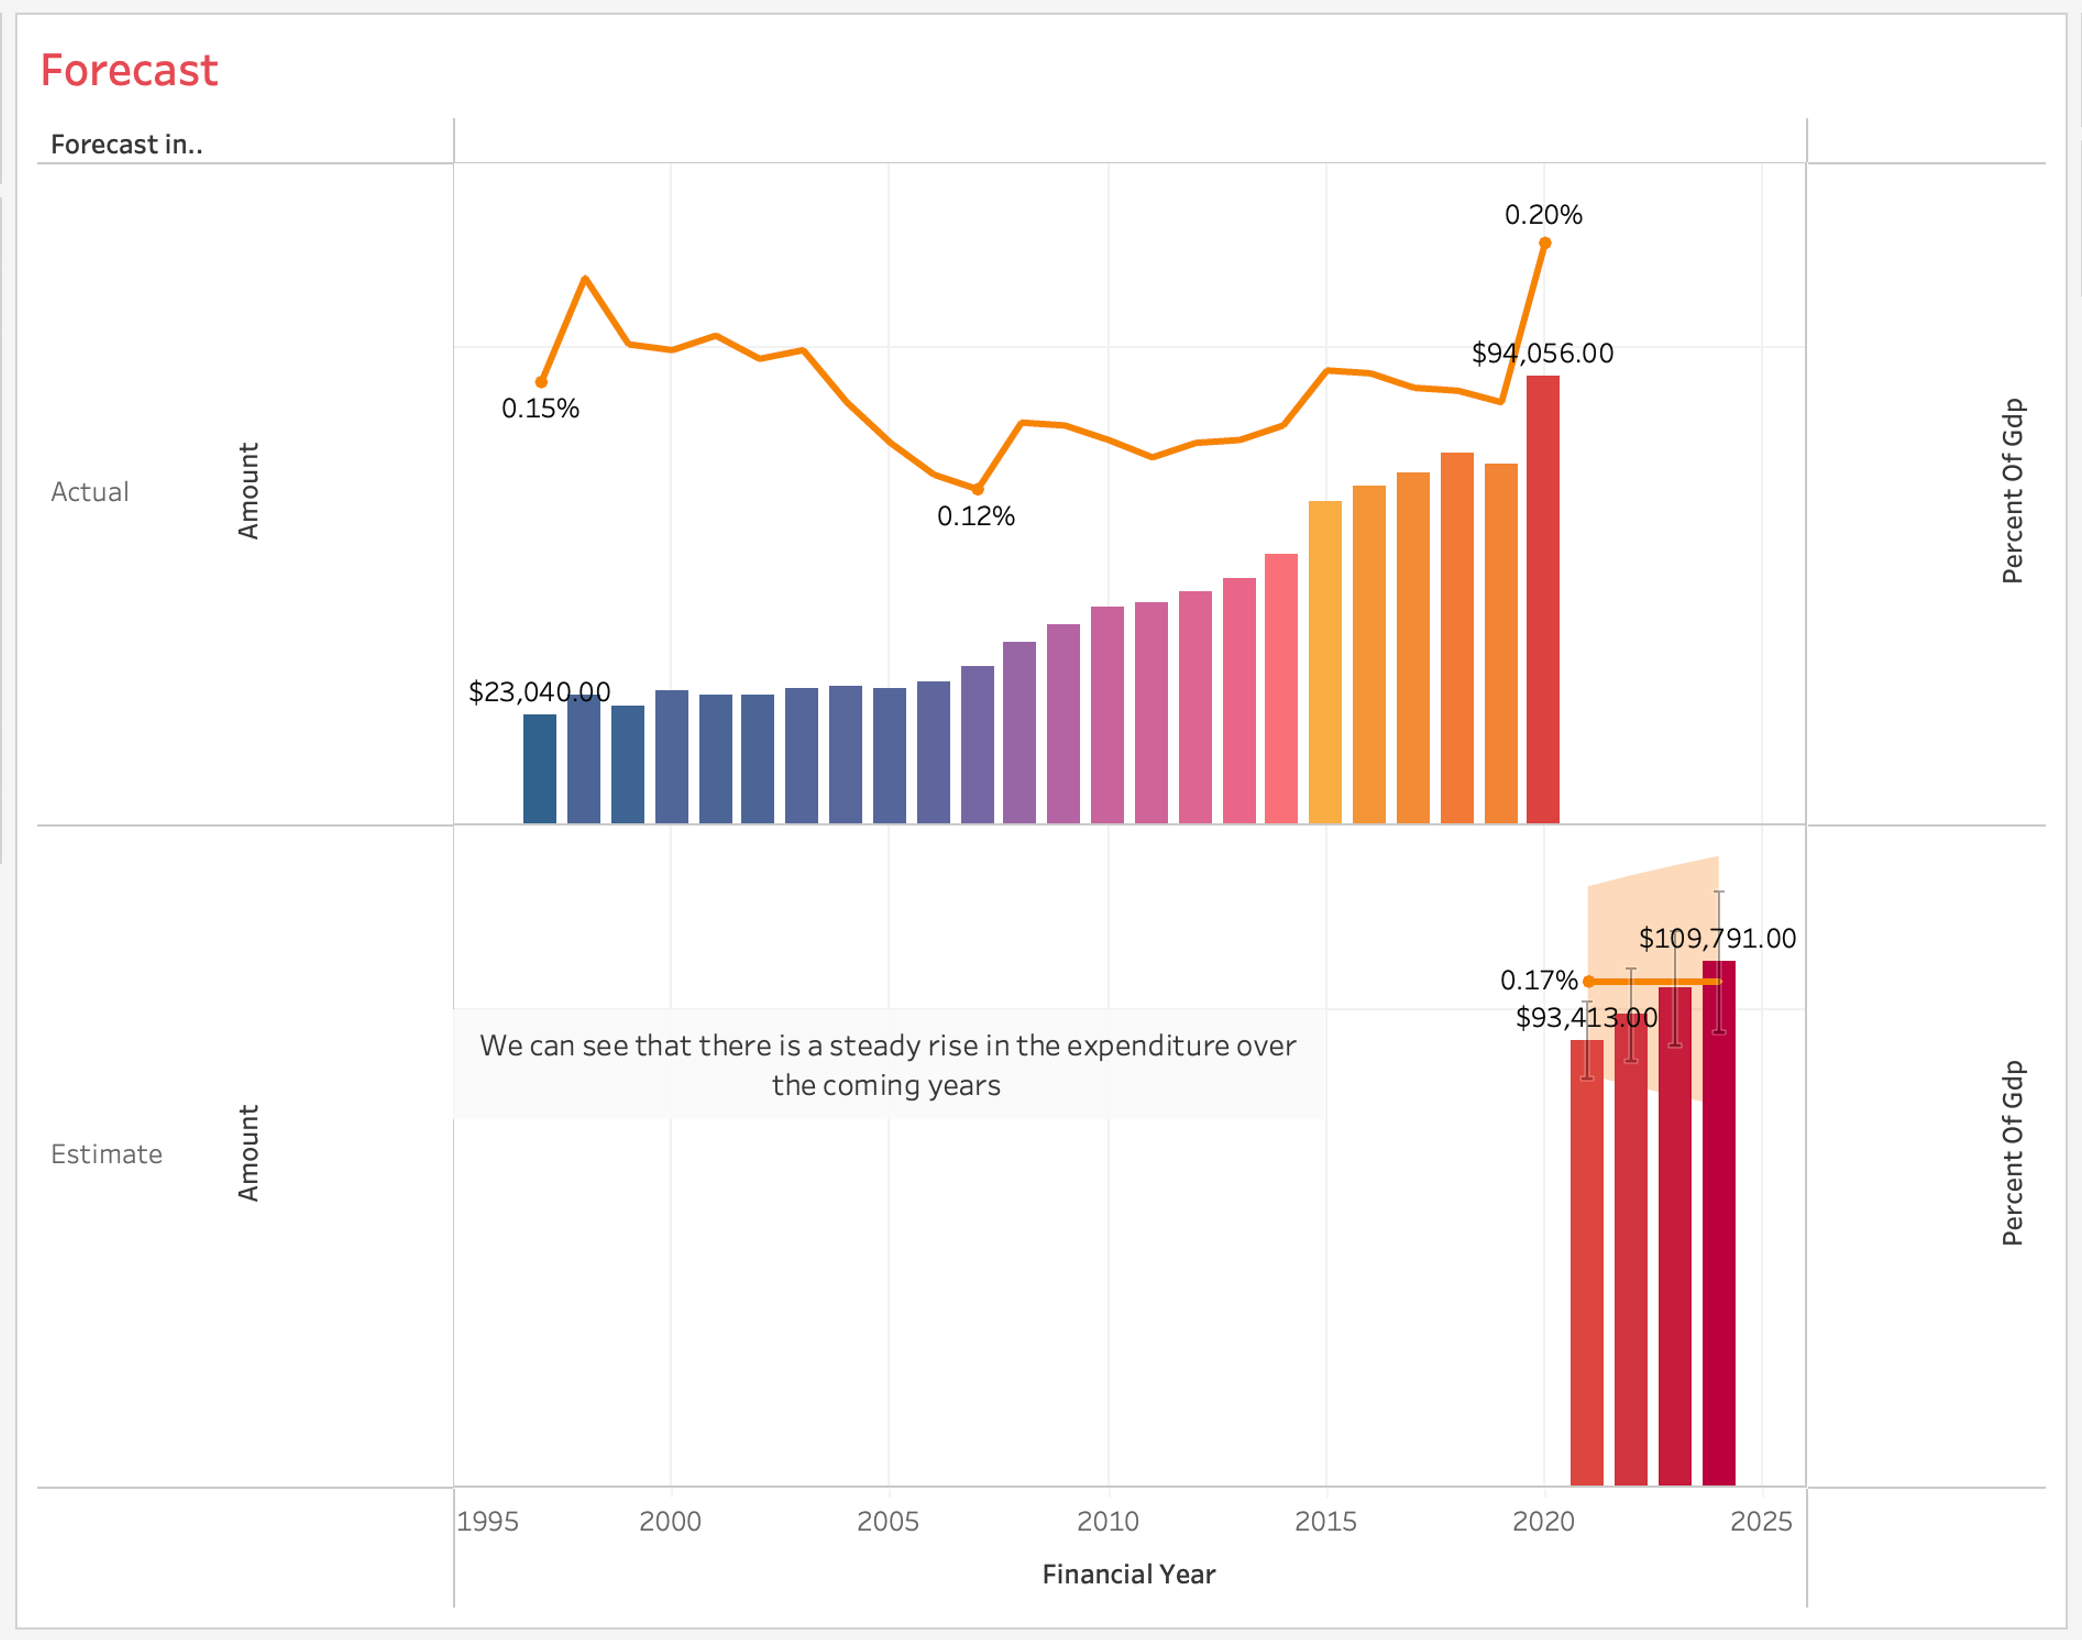 Forecast
Forecast in..
Actual
Amount
0.15%
0.12%
0.20%
$23,040.00
$94,056.00
Percent Of Gdp
Estimate
Amount
We can see that there is a steady rise in the expenditure over
the coming years
0.17%
$93,413.00
$109,791.00
Percent Of Gdp
1995 2000 2005 2010 2015 2020 2025
Financial Year